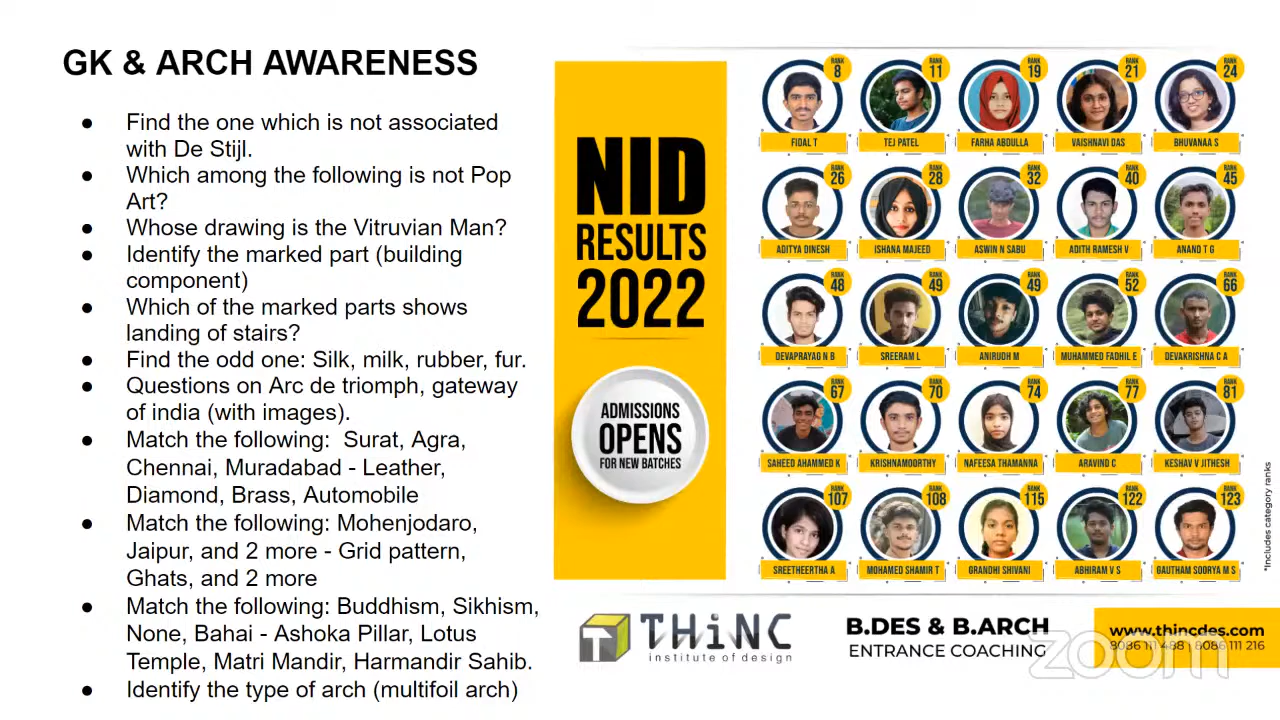 GK & ARCH AWARENESS
● Find the one which is not associated
with De Stijl.
● Which among the following is not Pop
Art?
● Whose drawing is the Vitruvian Man?
● Identify the marked part (building
component)
● Which of the marked parts shows
landing of stairs?
● Find the odd one: Silk, milk, rubber, fur.
● Questions on Arc de triomph, gateway
of india (with images).
● Match the following:  Surat, Agra,
Chennai, Muradabad - Leather,
Diamond, Brass, Automobile
● Match the following: Mohenjodaro,
Jaipur, and 2 more - Grid pattern,
Ghats, and 2 more
● Match the following: Buddhism, Sikhism,
None, Bahai - Ashoka Pillar, Lotus
Temple, Matri Mandir, Harmandir Sahib.
● Identify the type of arch (multifoil arch)
NID
RESULTS
2022
ADMISSIONS
OPENS
FOR NEW BATCHES
RANK 8 RANK 11 RANK 19 RANK 21 RANK 24
FIDAL T TEJ PATEL FARHA ABDULLA VAISHNAVI DAS BHUVANAA S
RANK 26 RANK 28 RANK 32 RANK 40 RANK 45
ADITYA DINESH ISHANA MAJEED ASWIN N SABU ADITH RAMESH V ANAND T G
RANK 48 RANK 49 RANK 49 RANK 52 RANK 66
DEVAPRAYAG N B SREERAM L ANIRUDH M MUHAMMED FADHIL E DEVAKRISHNA C A
RANK 67 RANK 70 RANK 74 RANK 77 RANK 81
SAHEED AHAMMED K KRISHNAMOORTHY NAFEESA THAMANNA ARAVIND C KESHAV V JITHESH
RANK 107 RANK 108 RANK 115 RANK 122 RANK 123
SREETHEERTHA A MOHAMED SHAMIR T GRANDHI SHIVANI ABHIRAM V S GAUTHAM SOORYA M S
*Includes category ranks
T THiNC
institute of design
B.DES & B.ARCH
ENTRANCE COACHING
www.thincdes.com
8086 111 488 8086 111 216
zoom